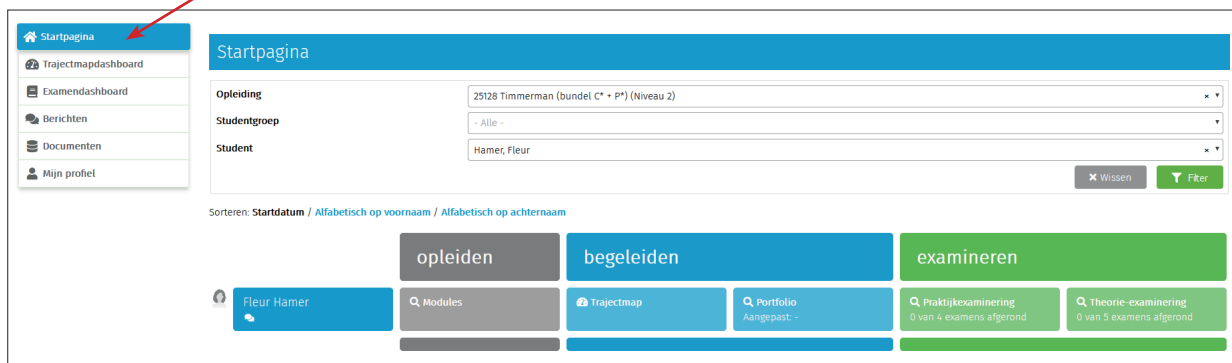 Startpagina
Trajectmapdashboard
Examendashboard
Berichten
Documenten
Mijn profiel
Startpagina
Opleiding
25128 Timmerman (bundel C* + P*) (Niveau 2)
× ▼
Studentgroep
- Alle -
▼
Student
Hamer, Fleur
× ▼
× Wissen
Filter
Sorteren: Startdatum / Alfabetisch op voornaam / Alfabetisch op achternaam
opleiden
begeleiden
examineren
Fleur Hamer
Modules
Trajectmap
Portfolio
Aangepast: -
Praktijkexaminering
0 van 4 examens afgerond
Theorie-examinering
0 van 5 examens afgerond